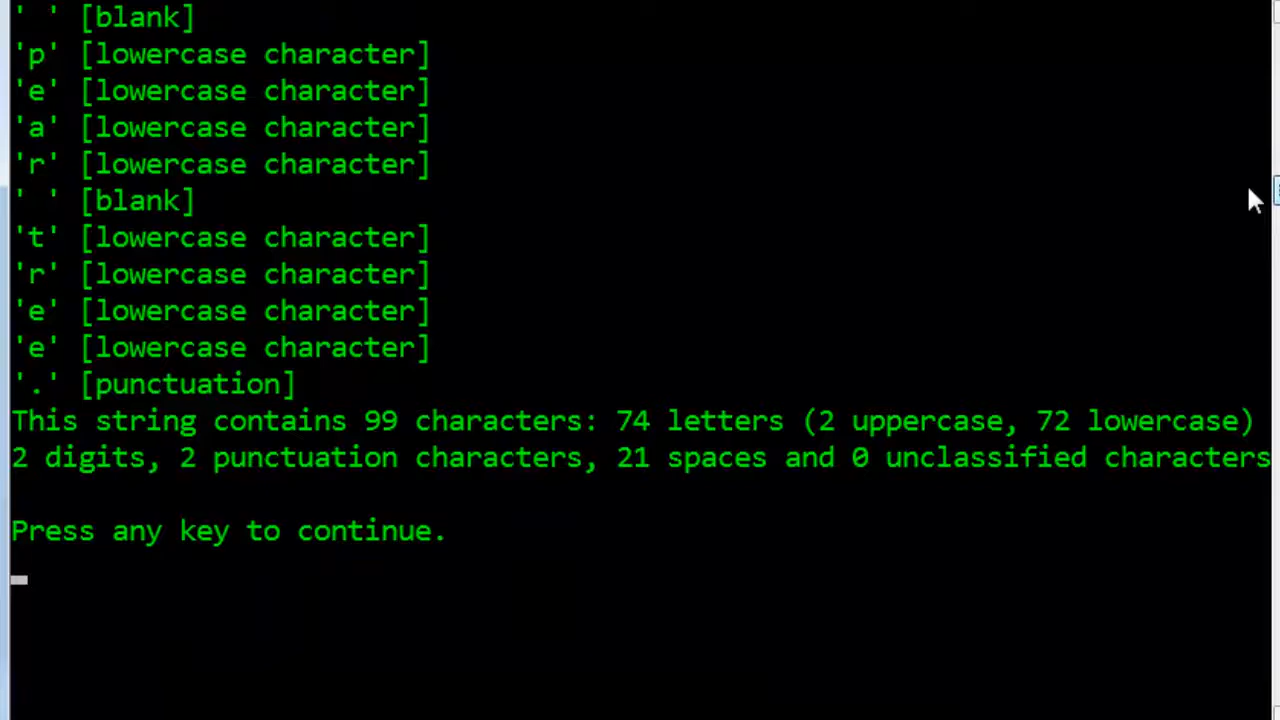 ' ' [blank]
'p' [lowercase character]
'e' [lowercase character]
'a' [lowercase character]
'r' [lowercase character]
' ' [blank]
't' [lowercase character]
'r' [lowercase character]
'e' [lowercase character]
'e' [lowercase character]
'.' [punctuation]
This string contains 99 characters: 74 letters (2 uppercase, 72 lowercase)
2 digits, 2 punctuation characters, 21 spaces and 0 unclassified characters
Press any key to continue.